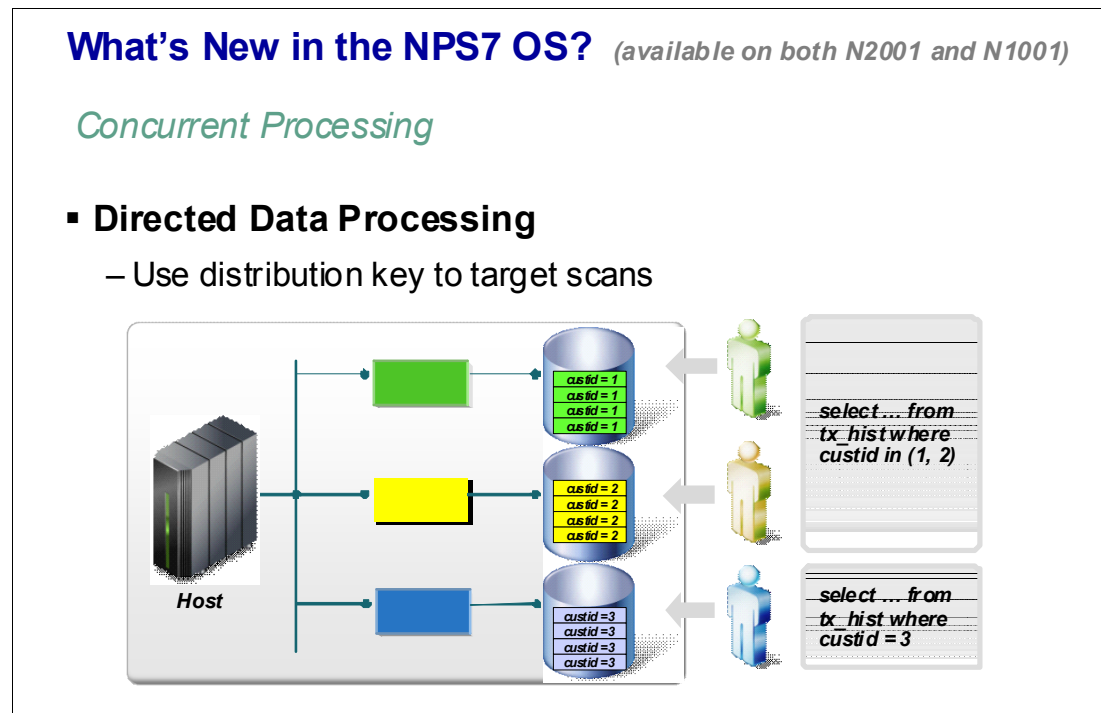 What's New in the NPS7 OS? (available on both N2001 and N1001)
Concurrent Processing
▪ Directed Data Processing
– Use distribution key to target scans
custid = 1
custid = 1
custid = 1
custid = 1
select ... from
tx_hist where
custid in (1, 2)
custid = 2
custid = 2
custid = 2
custid = 2
Host
custid =3
custid =3
custid =3
custid =3
select ... from
tx_hist where
custid = 3